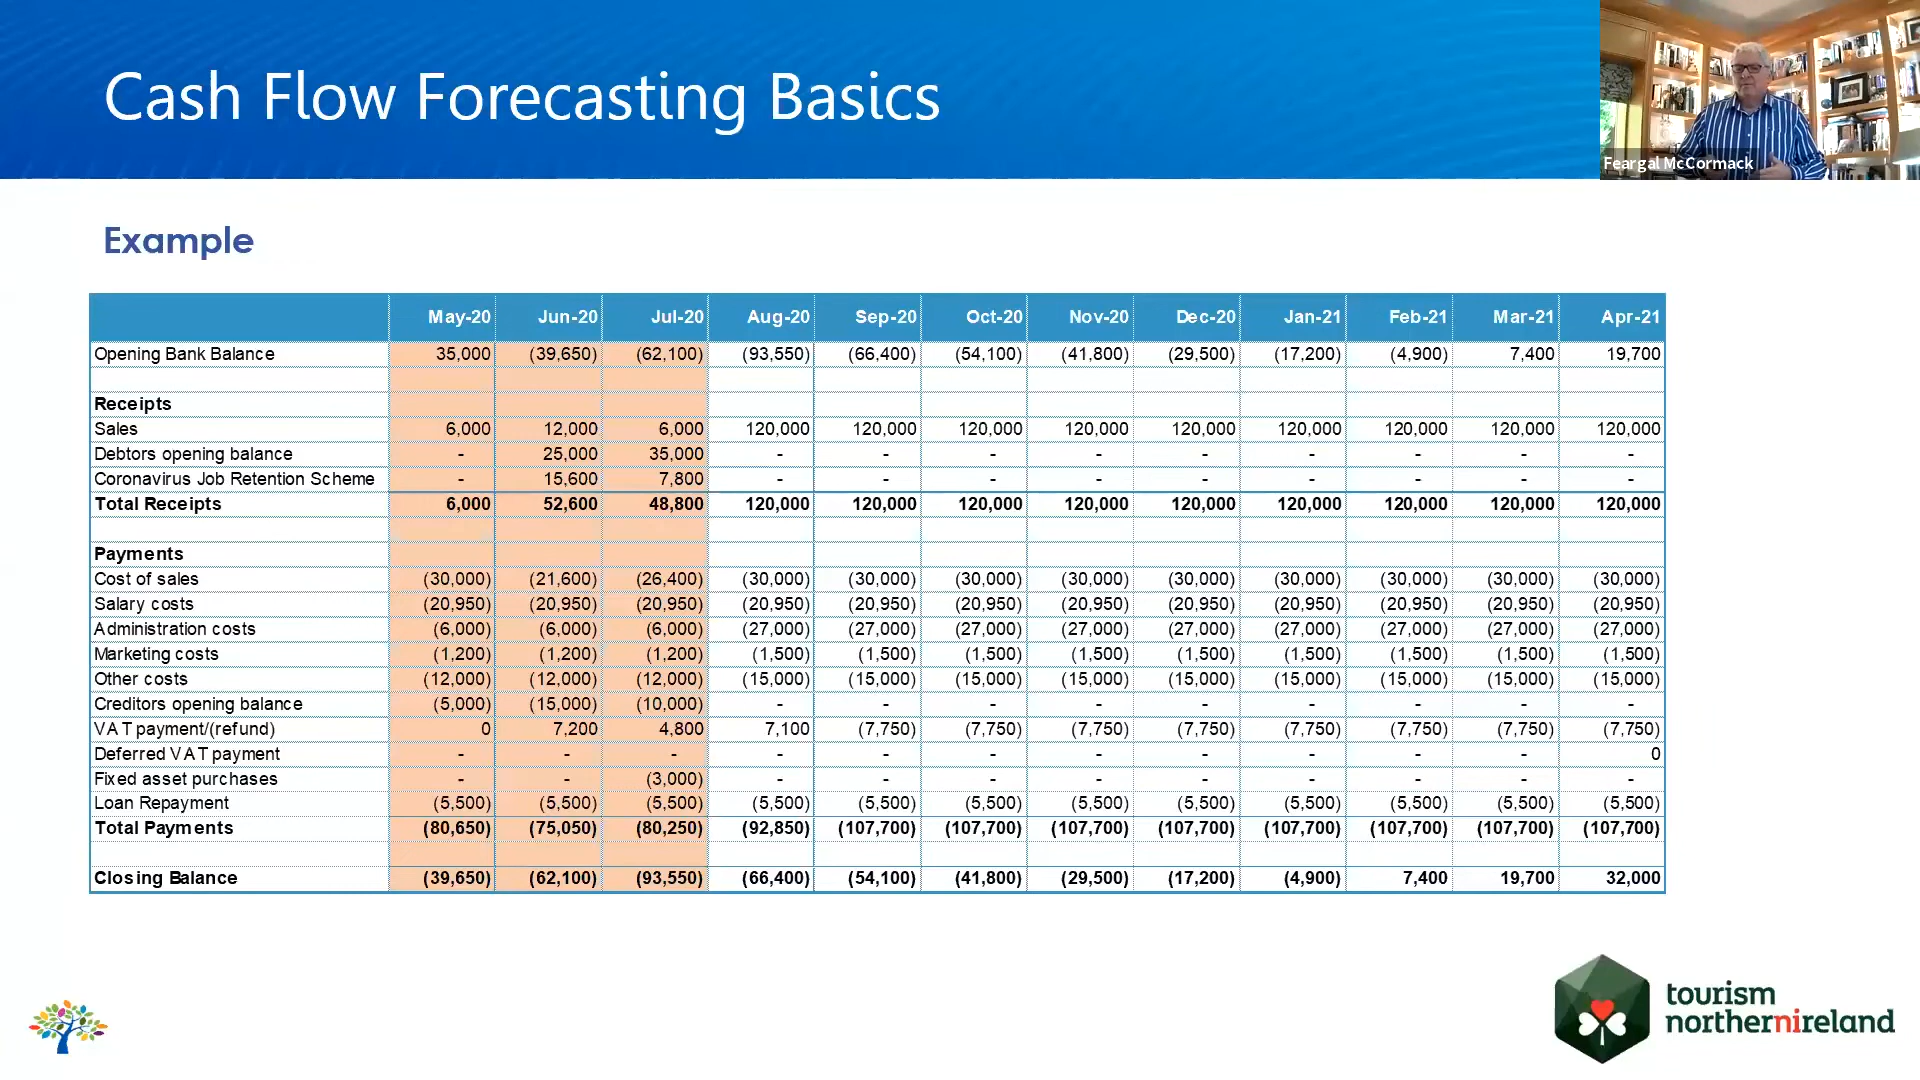 Cash Flow Forecasting Basics
Feargal McCormack
Example
May-20 Jun-20 Jul-20 Aug-20 Sep-20 Oct-20 Nov-20 Dec-20 Jan-21 Feb-21 Mar-21 Apr-21
Opening Bank Balance 35,000 (39,650) (62,100) (93,550) (66,400) (54,100) (41,800) (29,500) (17,200) (4,900) 7,400 19,700
Receipts
Sales 6,000 12,000 6,000 120,000 120,000 120,000 120,000 120,000 120,000 120,000 120,000 120,000
Debtors opening balance - 25,000 35,000 - - - - - - - - -
Coronavirus Job Retention Scheme - 15,600 7,800 - - - - - - - - -
Total Receipts 6,000 52,600 48,800 120,000 120,000 120,000 120,000 120,000 120,000 120,000 120,000 120,000
Payments
Cost of sales (30,000) (21,600) (26,400) (30,000) (30,000) (30,000) (30,000) (30,000) (30,000) (30,000) (30,000) (30,000)
Salary costs (20,950) (20,950) (20,950) (20,950) (20,950) (20,950) (20,950) (20,950) (20,950) (20,950) (20,950) (20,950)
Administration costs (6,000) (6,000) (6,000) (27,000) (27,000) (27,000) (27,000) (27,000) (27,000) (27,000) (27,000) (27,000)
Marketing costs (1,200) (1,200) (1,200) (1,500) (1,500) (1,500) (1,500) (1,500) (1,500) (1,500) (1,500) (1,500)
Other costs (12,000) (12,000) (12,000) (15,000) (15,000) (15,000) (15,000) (15,000) (15,000) (15,000) (15,000) (15,000)
Creditors opening balance (5,000) (15,000) (10,000) - - - - - - - - -
VAT payment/(refund) 0 7,200 4,800 7,100 (7,750) (7,750) (7,750) (7,750) (7,750) (7,750) (7,750) (7,750)
Deferred VAT payment - - - - - - - - - - - 0
Fixed asset purchases - - (3,000) - - - - - - - - -
Loan Repayment (5,500) (5,500) (5,500) (5,500) (5,500) (5,500) (5,500) (5,500) (5,500) (5,500) (5,500) (5,500)
Total Payments (80,650) (75,050) (80,250) (92,850) (107,700) (107,700) (107,700) (107,700) (107,700) (107,700) (107,700) (107,700)
Closing Balance (39,650) (62,100) (93,550) (66,400) (54,100) (41,800) (29,500) (17,200) (4,900) 7,400 19,700 32,000
tourism
northernireland